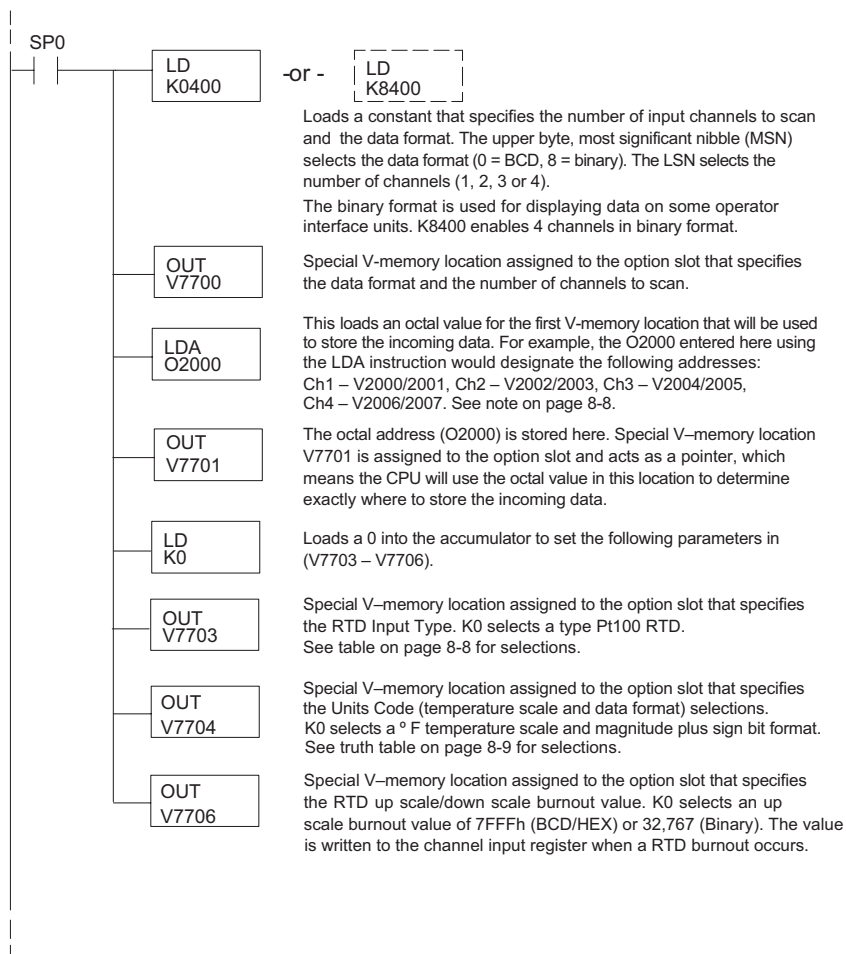 SP0
LD
K0400
-or -
LD
K8400
Loads a constant that specifies the number of input channels to scan
and the data format. The upper byte, most significant nibble (MSN)
selects the data format (0 = BCD, 8 = binary). The LSN selects the
number of channels (1, 2, 3 or 4).
The binary format is used for displaying data on some operator
interface units. K8400 enables 4 channels in binary format.
OUT
V7700
Special V-memory location assigned to the option slot that specifies
the data format and the number of channels to scan.
LDA
O2000
This loads an octal value for the first V-memory location that will be used
to store the incoming data. For example, the O2000 entered here using
the LDA instruction would designate the following addresses:
Ch1 – V2000/2001, Ch2 – V2002/2003, Ch3 – V2004/2005,
Ch4 – V2006/2007. See note on page 8-8.
OUT
V7701
The octal address (O2000) is stored here. Special V–memory location
V7701 is assigned to the option slot and acts as a pointer, which
means the CPU will use the octal value in this location to determine
exactly where to store the incoming data.
LD
K0
Loads a 0 into the accumulator to set the following parameters in
(V7703 – V7706).
OUT
V7703
Special V–memory location assigned to the option slot that specifies
the RTD Input Type. K0 selects a type Pt100 RTD.
See table on page 8-8 for selections.
OUT
V7704
Special V–memory location assigned to the option slot that specifies
the Units Code (temperature scale and data format) selections.
K0 selects a º F temperature scale and magnitude plus sign bit format.
See truth table on page 8-9 for selections.
OUT
V7706
Special V–memory location assigned to the option slot that specifies
the RTD up scale/down scale burnout value. K0 selects an up
scale burnout value of 7FFFh (BCD/HEX) or 32,767 (Binary). The value
is written to the channel input register when a RTD burnout occurs.